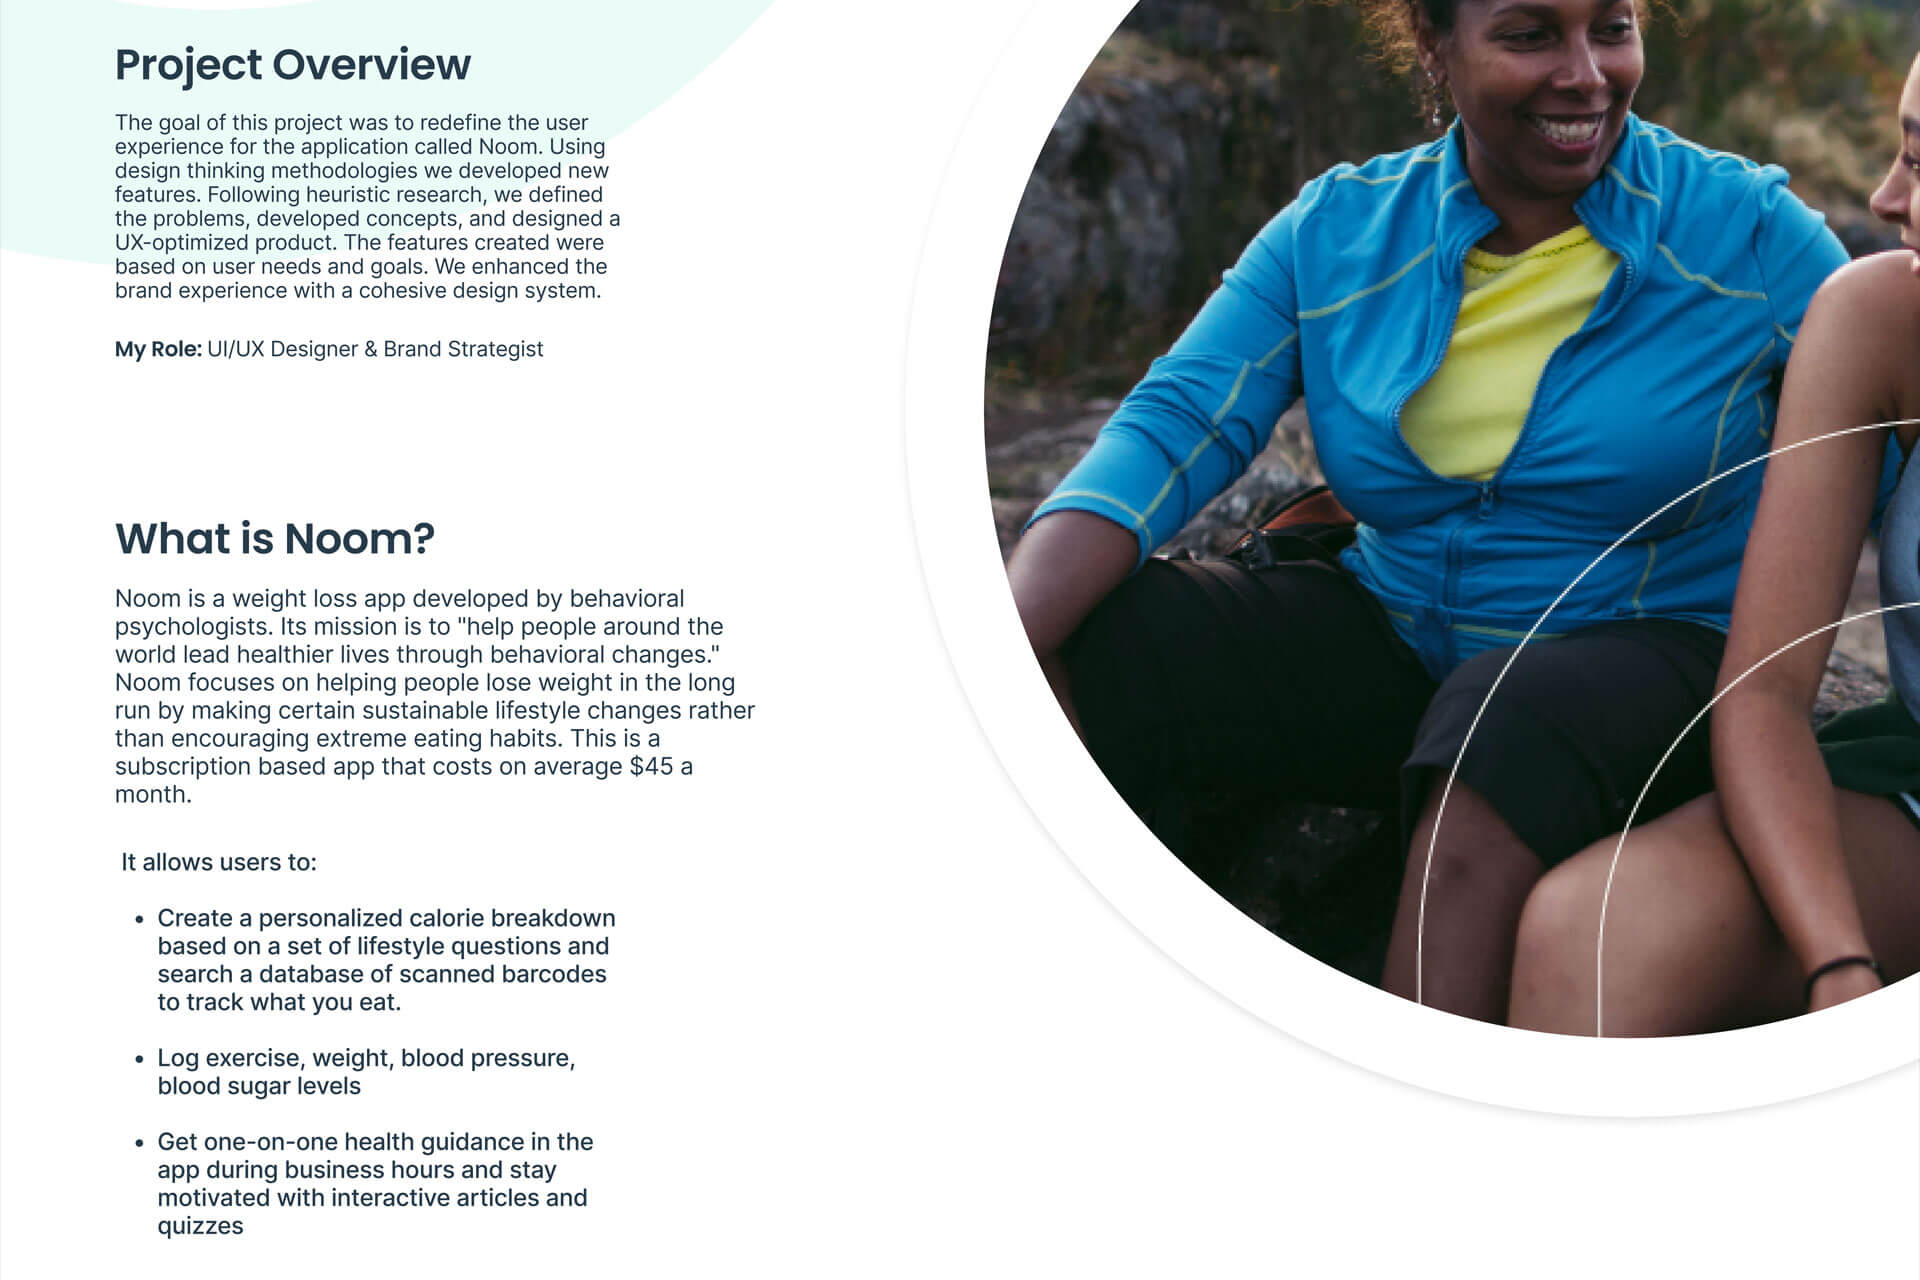 Project Overview
The goal of this project was to redefine the user
experience for the application called Noom. Using
design thinking methodologies we developed new
features. Following heuristic research, we defined
the problems, developed concepts, and designed a
UX-optimized product. The features created were
based on user needs and goals. We enhanced the
brand experience with a cohesive design system.
My Role: UI/UX Designer & Brand Strategist
What is Noom?
Noom is a weight loss app developed by behavioral
psychologists. Its mission is to "help people around the
world lead healthier lives through behavioral changes."
Noom focuses on helping people lose weight in the long
run by making certain sustainable lifestyle changes rather
than encouraging extreme eating habits. This is a
subscription based app that costs on average $45 a
month.
It allows users to:
• Create a personalized calorie breakdown
based on a set of lifestyle questions and
search a database of scanned barcodes
to track what you eat.
• Log exercise, weight, blood pressure,
blood sugar levels
• Get one-on-one health guidance in the
app during business hours and stay
motivated with interactive articles and
quizzes